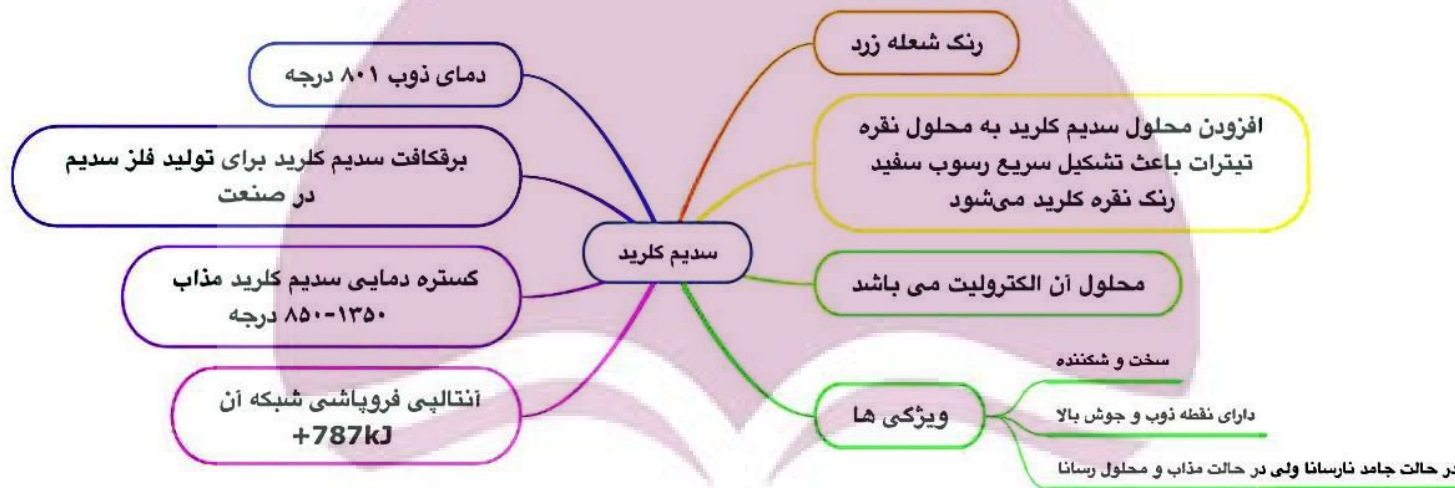 سدیم کلرید
رنگ شعله زرد
افزودن محلول سدیم کلرید به محلول نقره
تیترات باعث تشکیل سریع رسوب سفید
رنگ نقره کلرید می‌شود
محلول آن الکترولیت می باشد
ویژگی ها
سخت و شکننده
دارای نقطه ذوب و جوش بالا
در حالت جامد نارسانا ولی در حالت مذاب و محلول رسانا
دمای ذوب ۸۰۱ درجه
برقکافت سدیم کلرید برای تولید فلز سدیم
در صنعت
گستره دمایی سدیم کلرید مذاب
۸۵۰-۱۳۵۰ درجه
آنتالپی فروپاشی شبکه آن
+787kJ